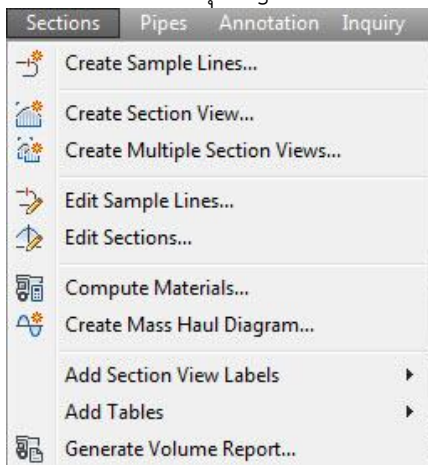 Sections Pipes Annotation Inquiry
Create Sample Lines...
Create Section View...
Create Multiple Section Views...
Edit Sample Lines...
Edit Sections...
Compute Materials...
Create Mass Haul Diagram...
Add Section View Labels
Add Tables
Generate Volume Report...